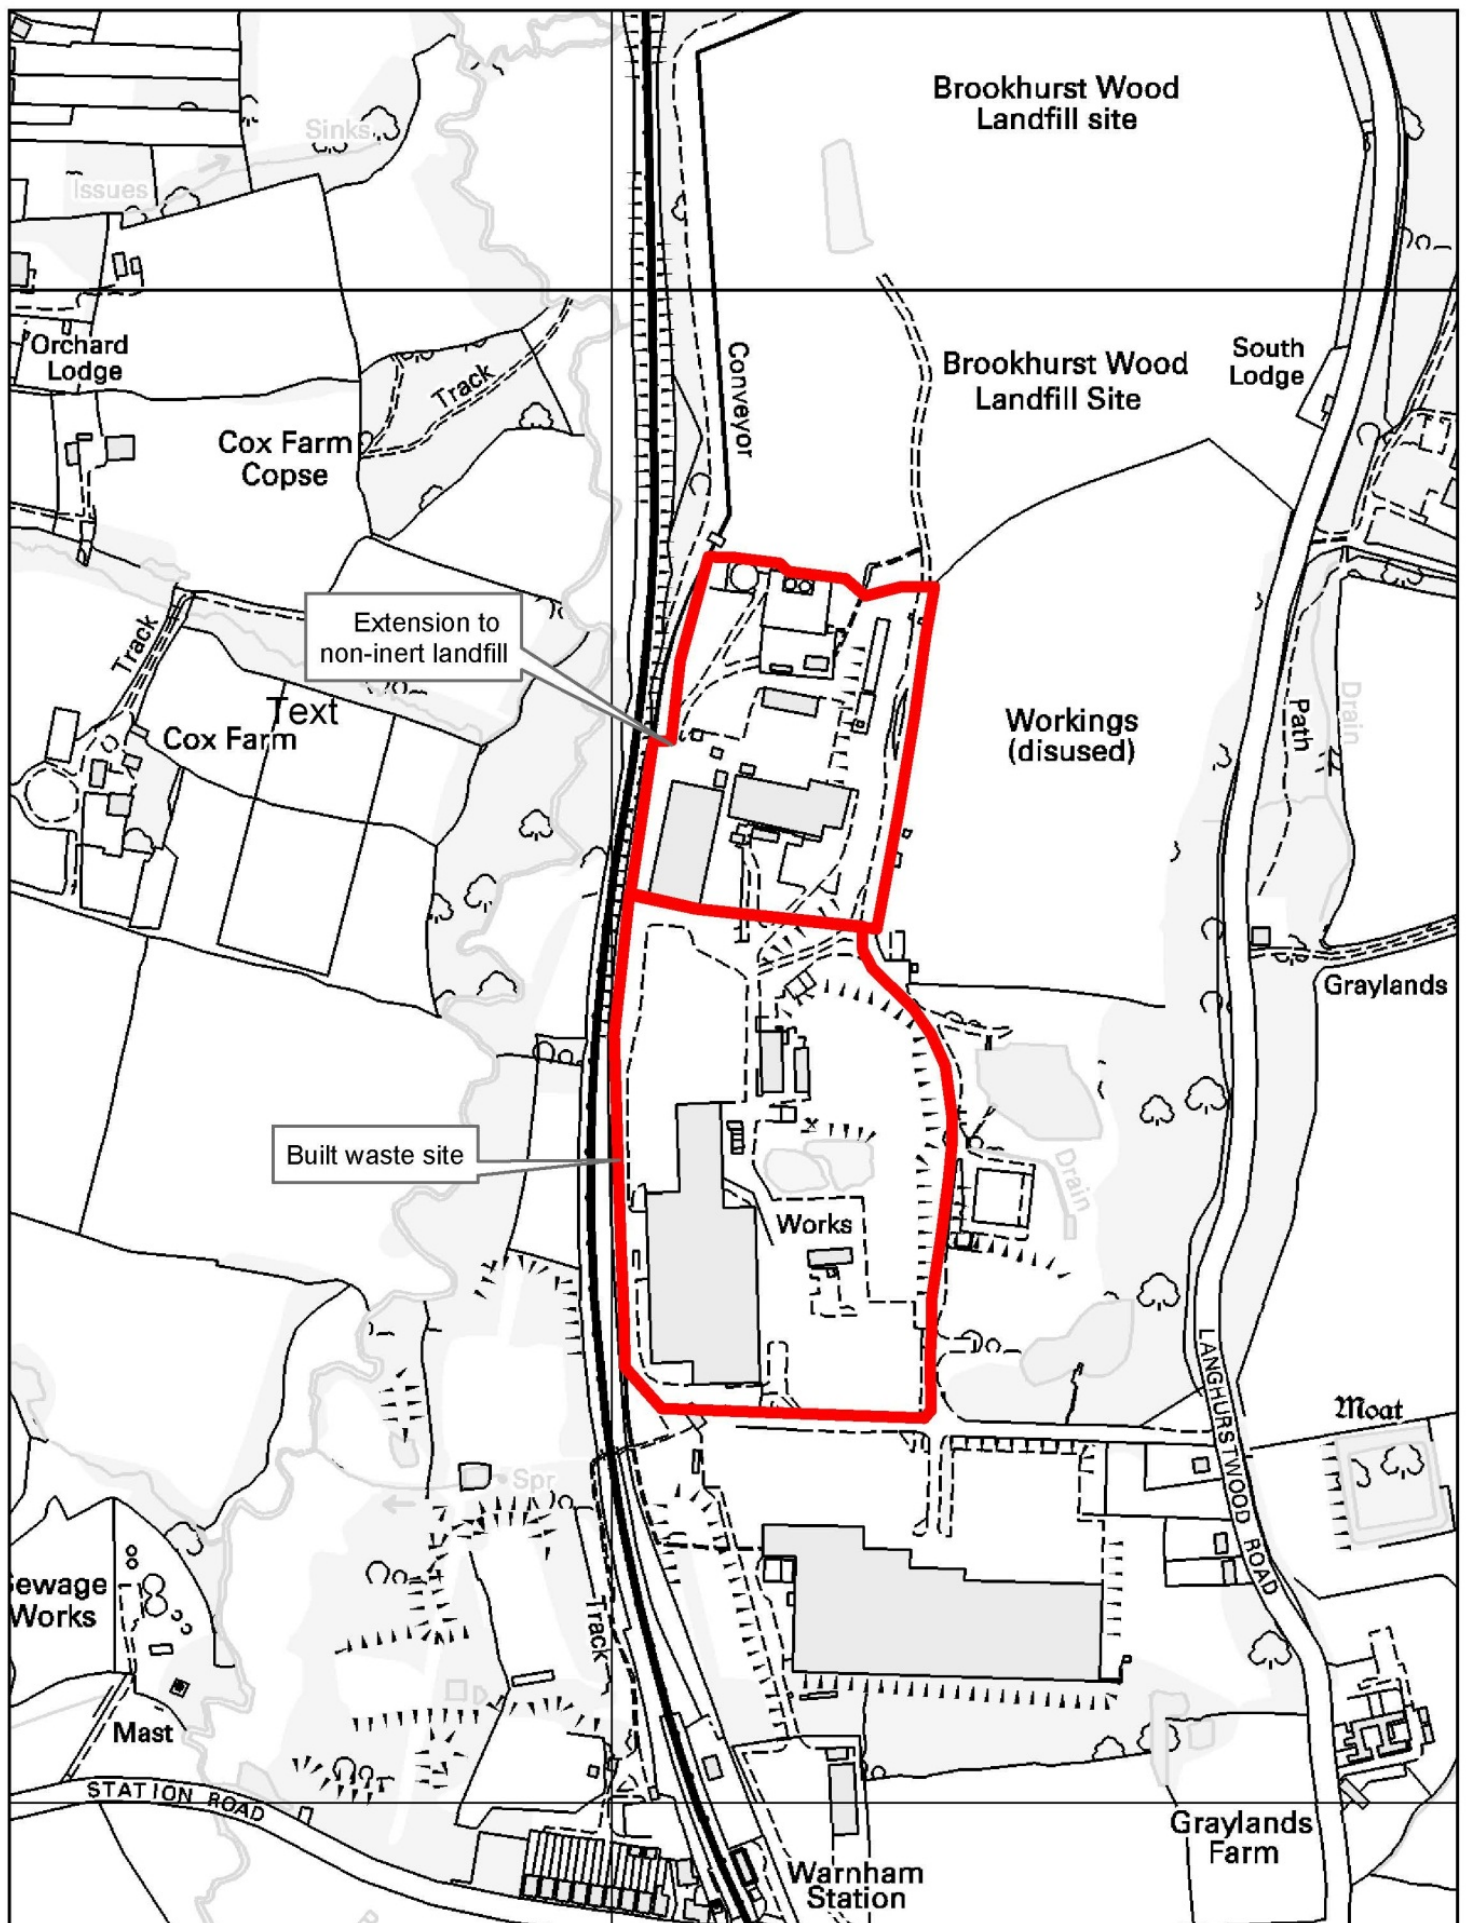 Brookhurst Wood
Landfill site
Sinks
Issues
Orchard
Lodge
Track
Conveyor
Brookhurst Wood
Landfill Site
South
Lodge
Cox Farm
Copse
Extension to
non-inert landfill
Track
Text
Cox Farm
Workings
(disused)
Path
Drain
Graylands
Built waste site
Drain
Works
LANGHURSTWOOD ROAD
Moat
Spr
ewage
Works
Track
D
Mast
STATION ROAD
Graylands
Farm
Warnham
Station